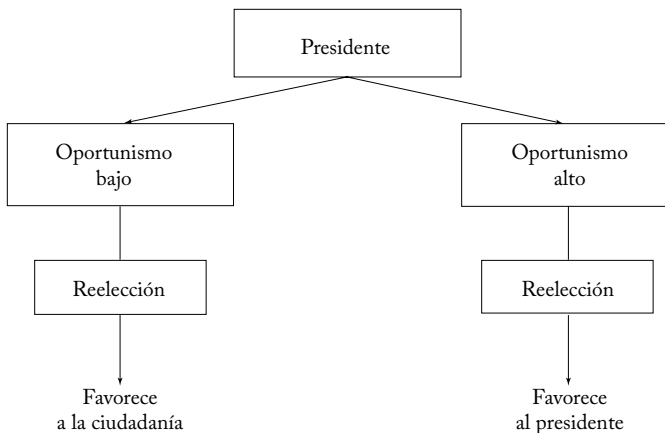 Presidente
Oportunismo
bajo
Oportunismo
alto
Reelección
Reelección
Favorece
a la ciudadanía
Favorece
al presidente